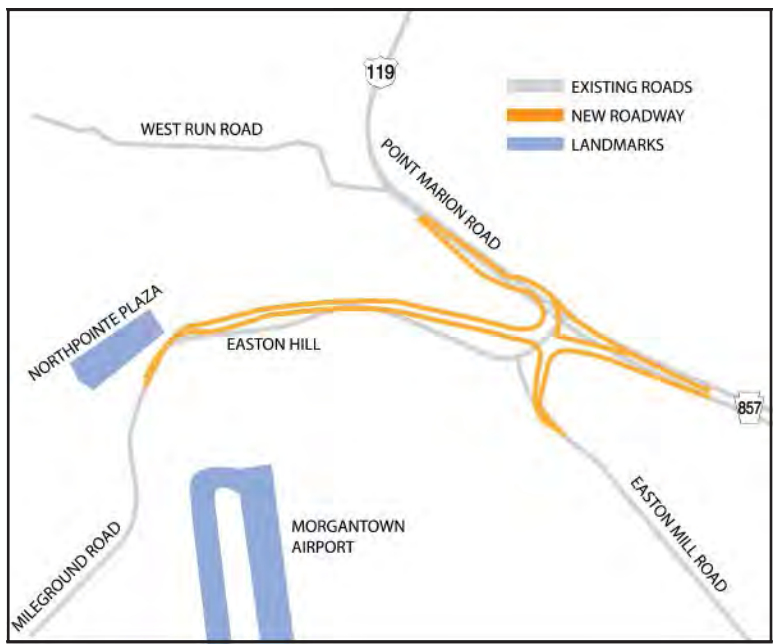 119
EXISTING ROADS
NEW ROADWAY
LANDMARKS
WEST RUN ROAD
POINT MARION ROAD
NORTHPOINTE PLAZA
EASTON HILL
857
MORGANTOWN
AIRPORT
EASTON MILL ROAD
MILEGROUND ROAD